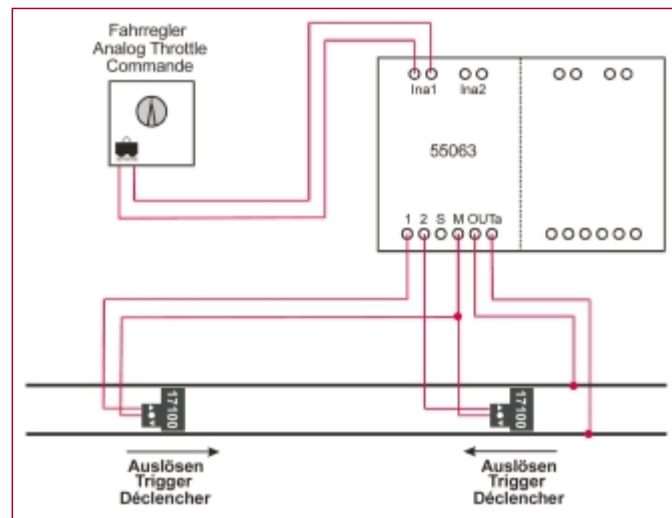 Fahrregler
Analog Throttle
Commande
Ina1 Ina2
55063
1 2 S M OUTa
17100
17100
Auslösen
Trigger
Déclencher
Auslösen
Trigger
Déclencher